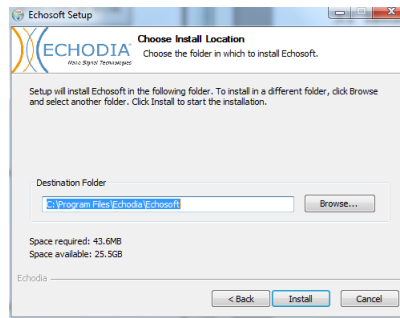 Echosoft Setup
ECHODIA
Wave Signal Technologies
Choose Install Location
Choose the folder in which to install Echosoft.
Setup will install Echosoft in the following folder. To install in a different folder, click Browse
and select another folder. Click Install to start the installation.
Destination Folder
C:\Program Files\Echodia\Echosoft
Browse...
Space required: 43.6MB
Space available: 25.5GB
Echodia
< Back
Install
Cancel